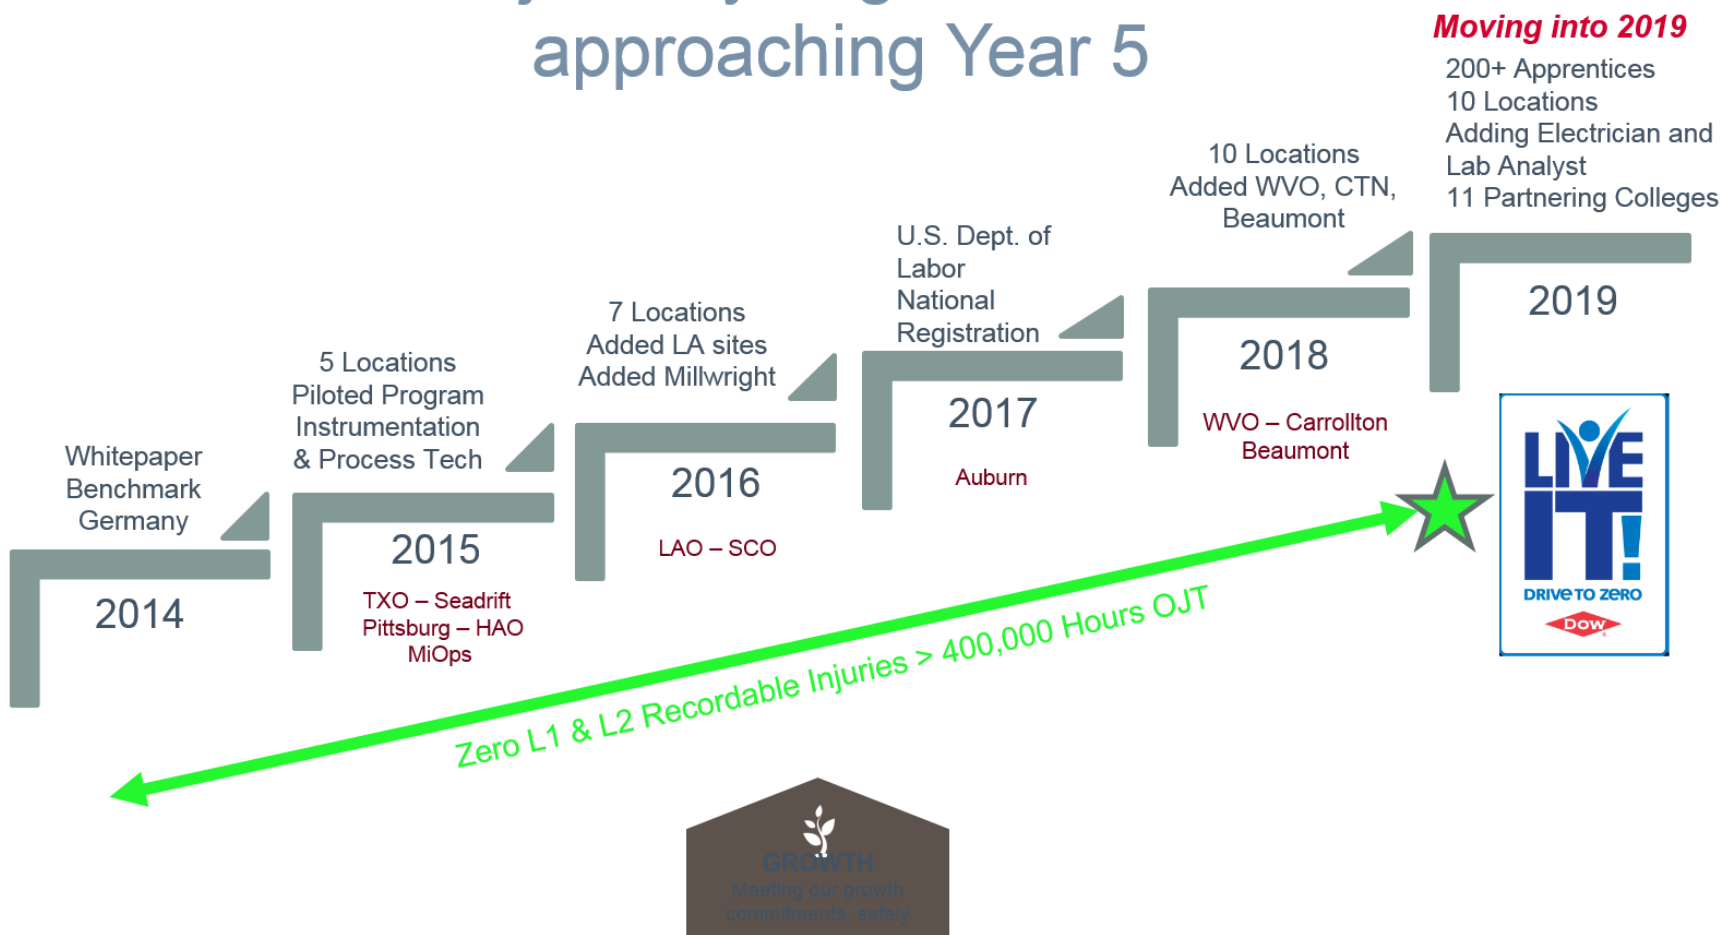 approaching Year 5
Moving into 2019
200+ Apprentices
10 Locations
Adding Electrician and
Lab Analyst
11 Partnering Colleges
10 Locations
Added WVO, CTN,
Beaumont
U.S. Dept. of
Labor
National
Registration
7 Locations
Added LA sites
Added Millwright
5 Locations
Piloted Program
Instrumentation
& Process Tech
Whitepaper
Benchmark
Germany
2014
2015
TXO – Seadrift
Pittsburg – HAO
MiOps
2016
LAO – SCO
2017
Auburn
2018
WVO – Carrollton
Beaumont
2019
LIVE
IT!
DRIVE TO ZERO
DOW
Zero L1 & L2 Recordable Injuries > 400,000 Hours OJT
GROWTH
Meeting our growth
commitments, safely